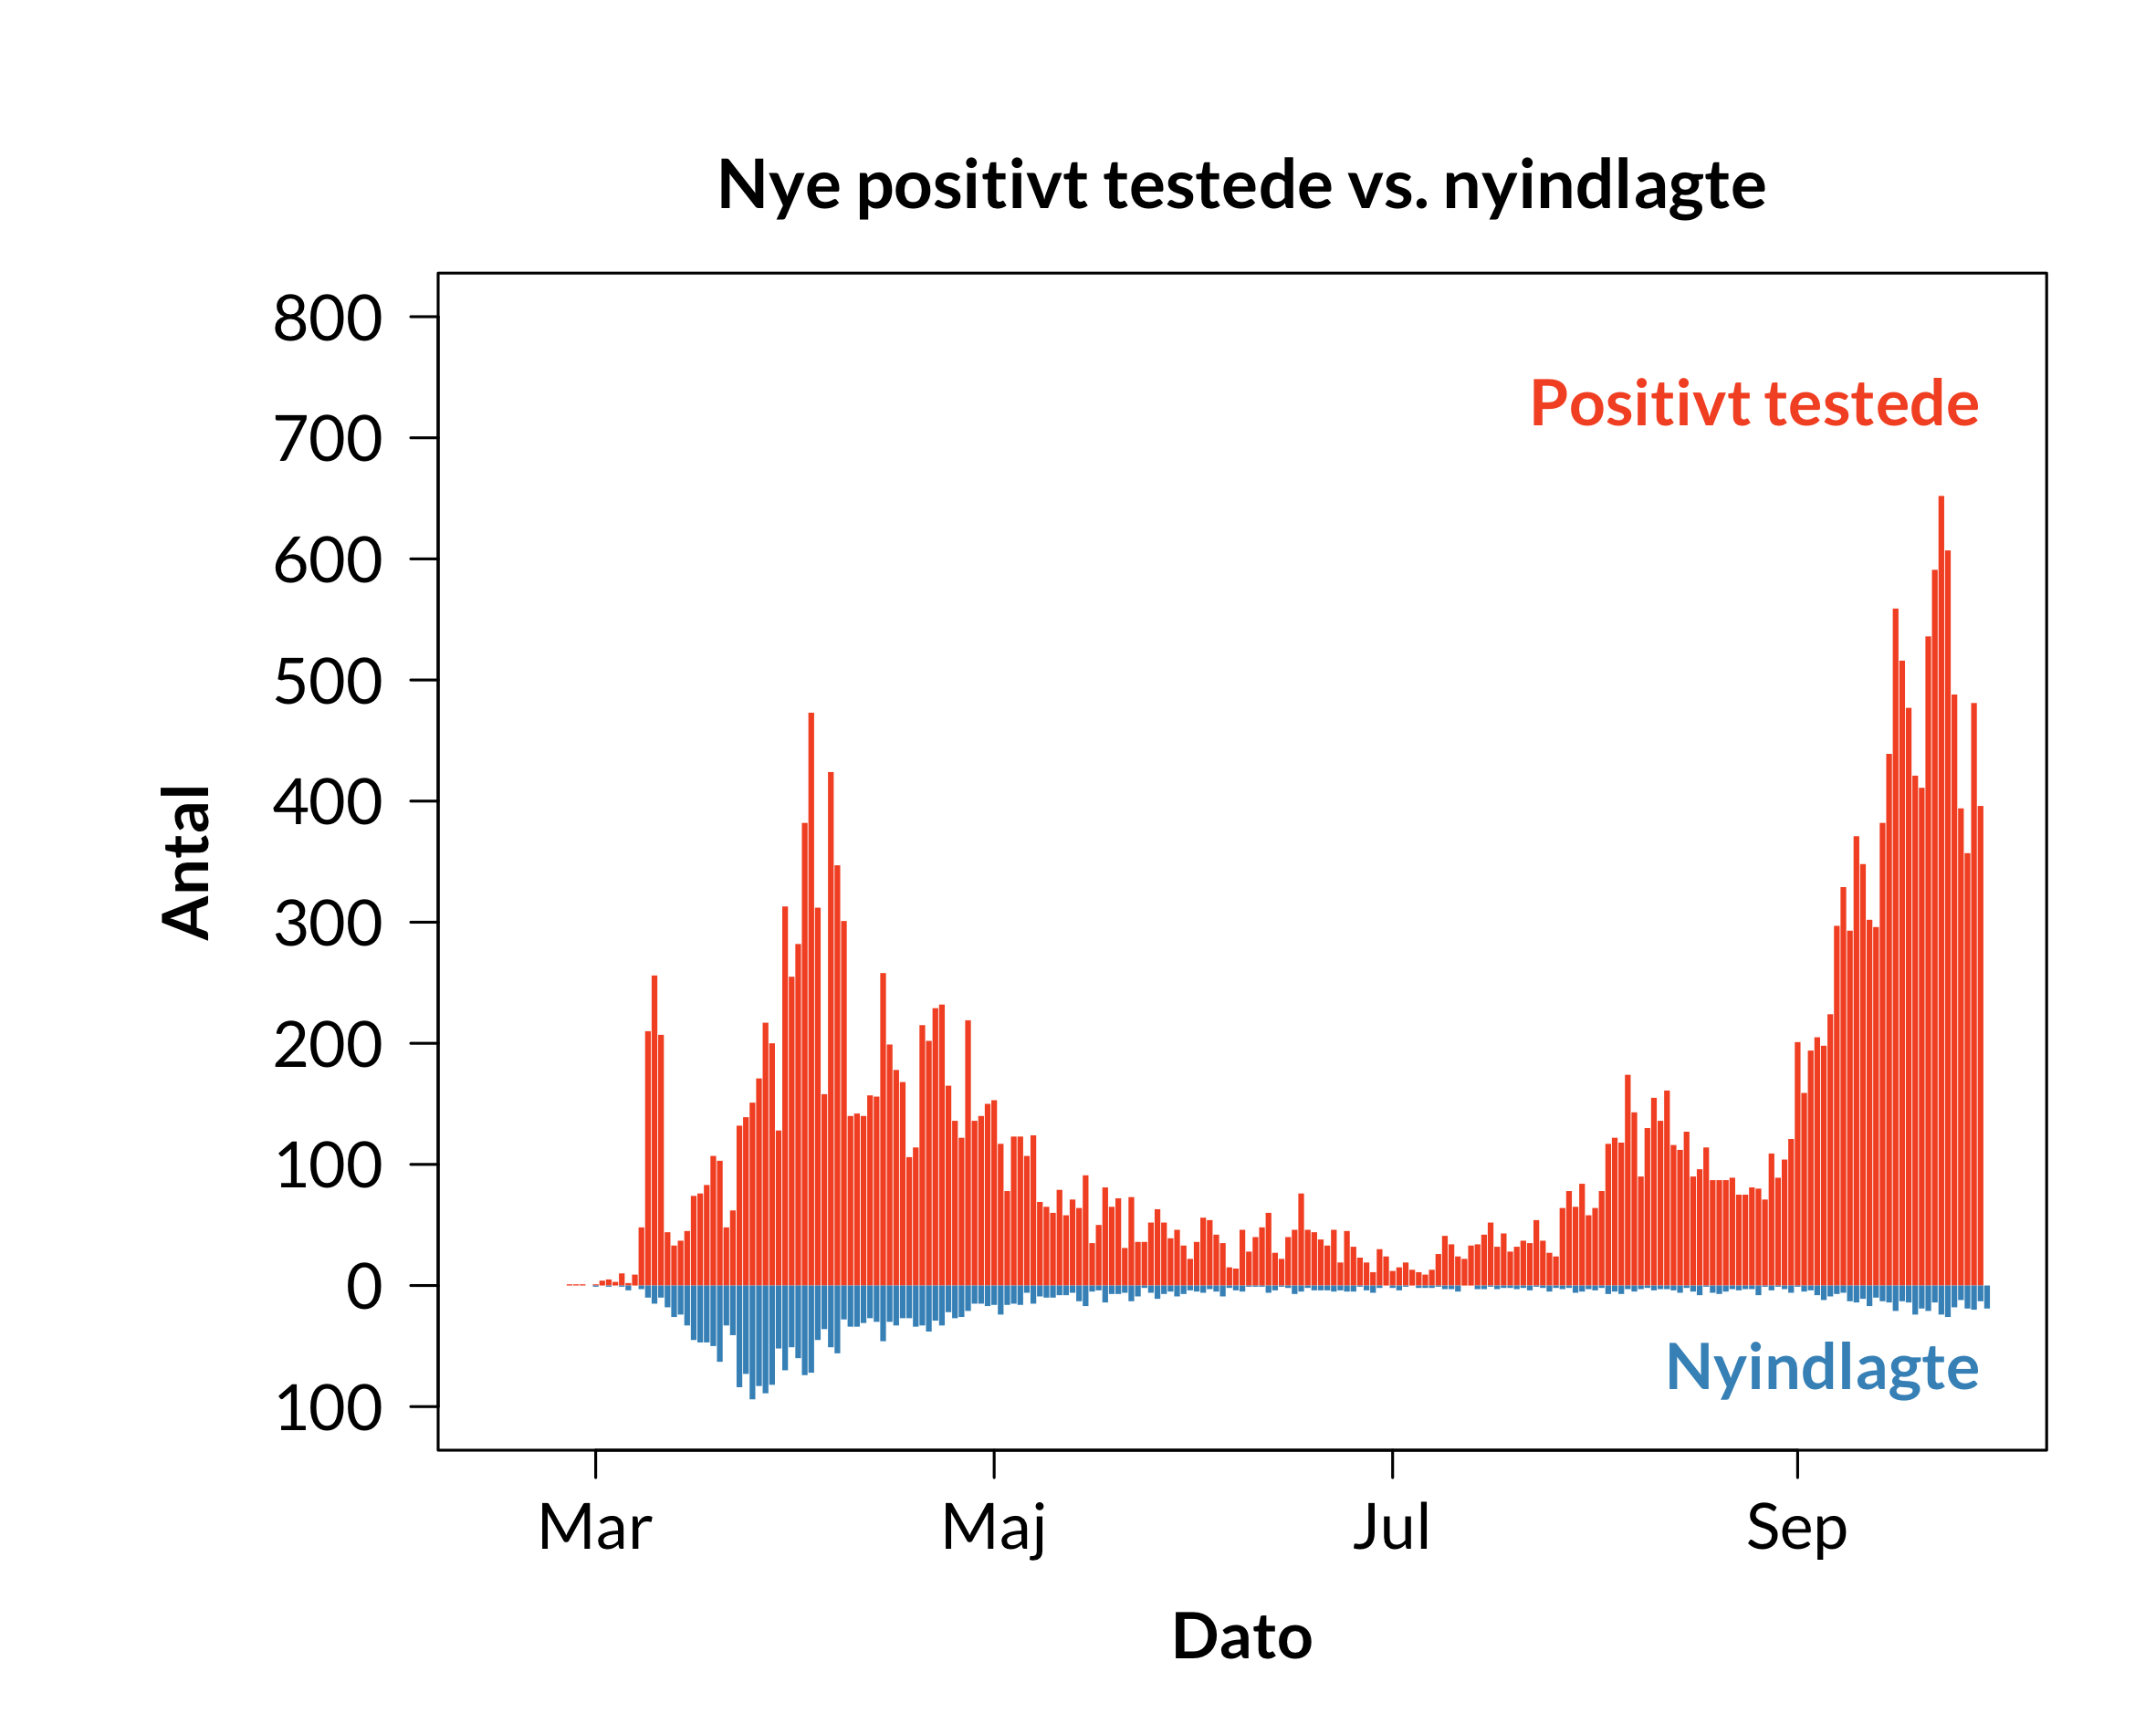 Nye positivt testede vs. nyindlagte
800
700
600
500
400
300
200
100
0
100
Antal
Positivt testede
Nyindlagte
Mar Maj Jul Sep
Dato